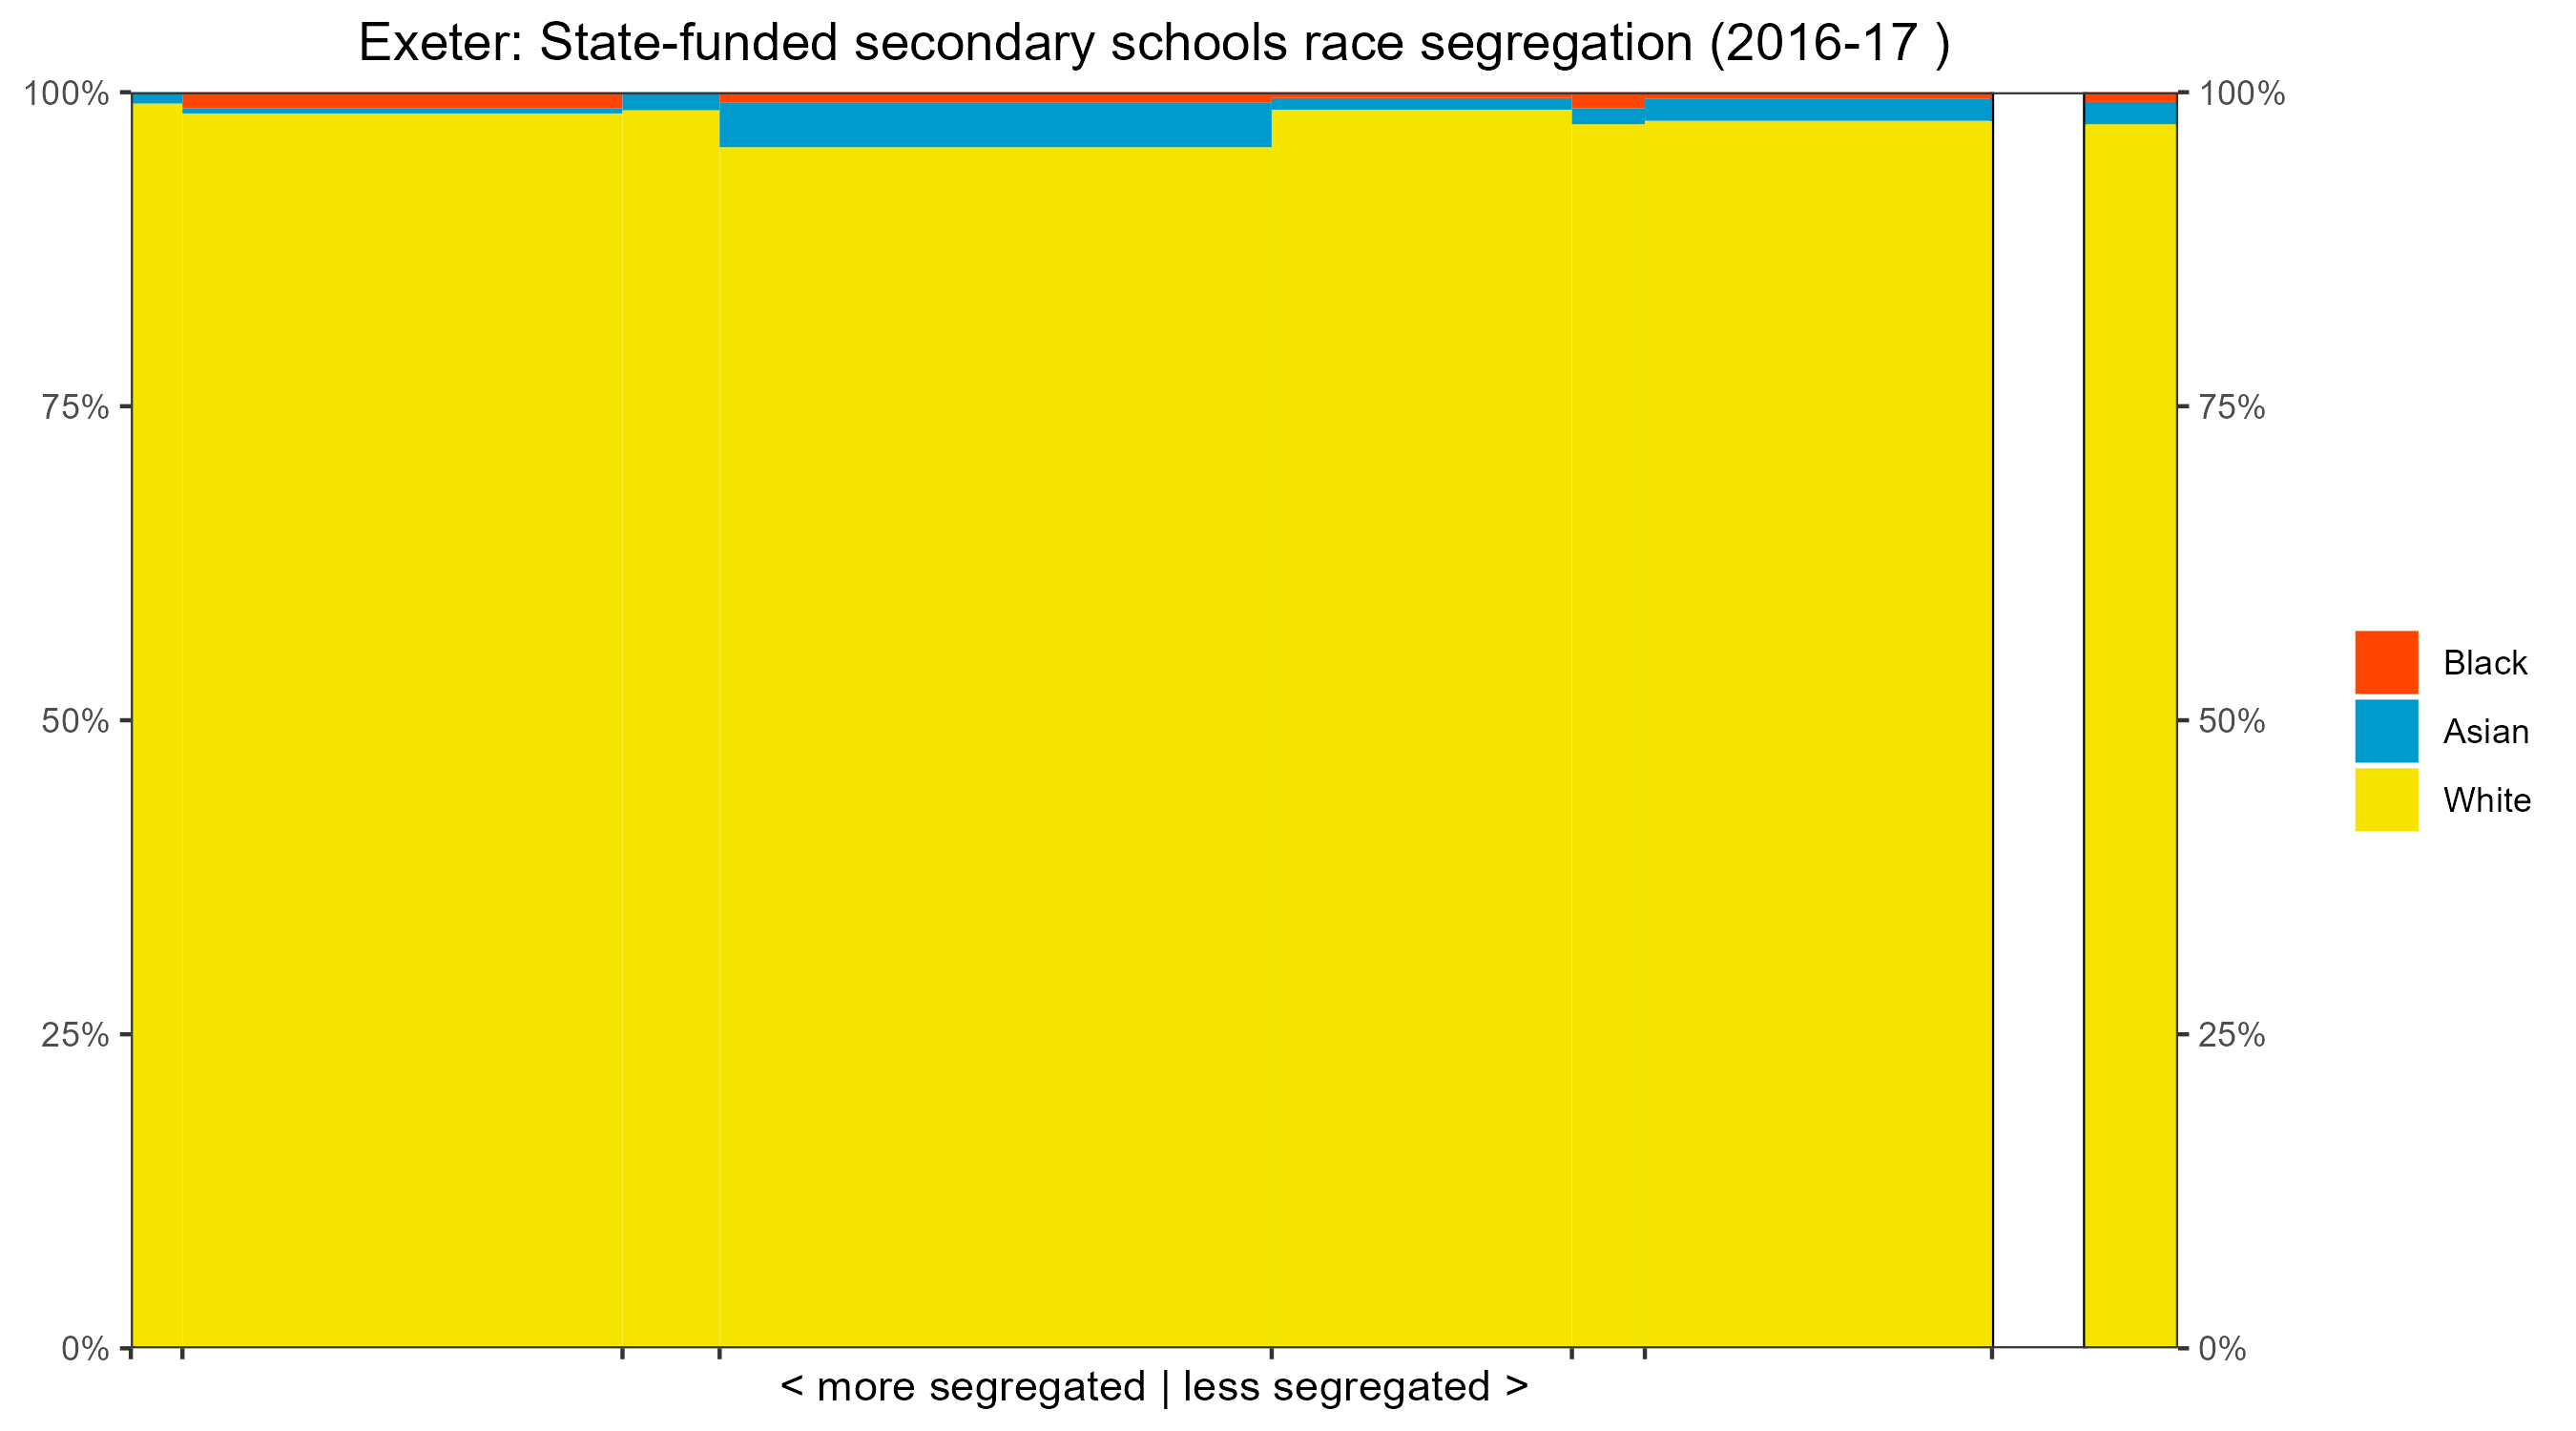 Exeter: State-funded secondary schools race segregation (2016-17 )
100%
75%
50%
25%
0%
100%
75%
50%
25%
0%
Black
Asian
White
< more segregated | less segregated >